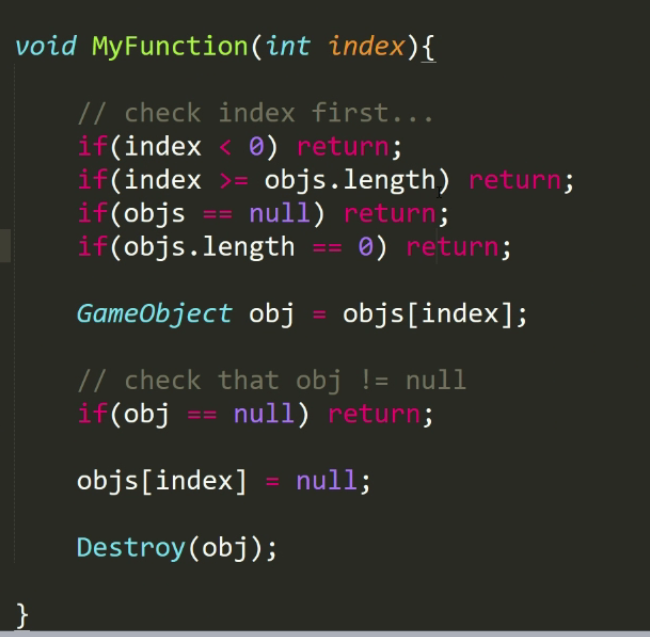 void MyFunction(int index){
// check index first...
if(index < 0) return;
if(index >= objs.length) return;
if(objs == null) return;
if(objs.length == 0) return;
GameObject obj = objs[index];
// check that obj != null
if(obj == null) return;
objs[index] = null;
Destroy(obj);
}